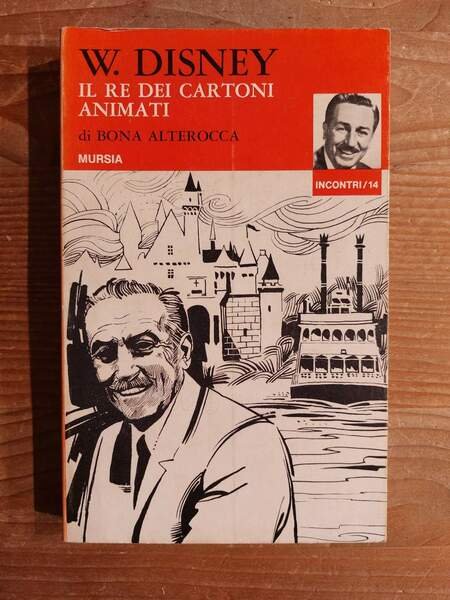 W. DISNEY
IL RE DEI CARTONI
ANIMATI
di BONA ALTEROCCA
MURSIA
INCONTRI/14